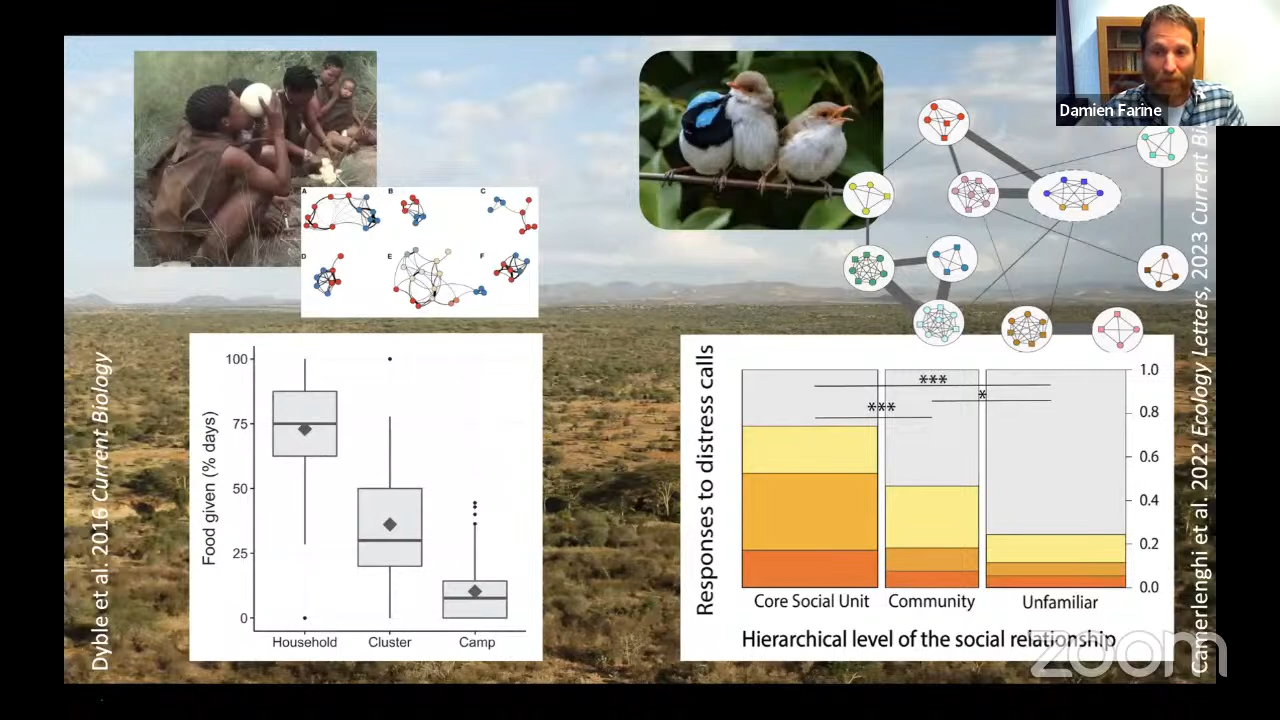 Damien Farine
A
B
C
D
E
F
Dyble et al. 2016 Current Biology
100
75
50
25
0
Food given (% days)
Household
Cluster
Camp
Responses to distress calls
***
*
***
1.0
0.8
0.6
0.4
0.2
0.0
Core Social Unit
Community
Unfamiliar
Hierarchical level of the social relationship
Camerlenghi et al. 2022 Ecology Letters, 2023 Current
zoom